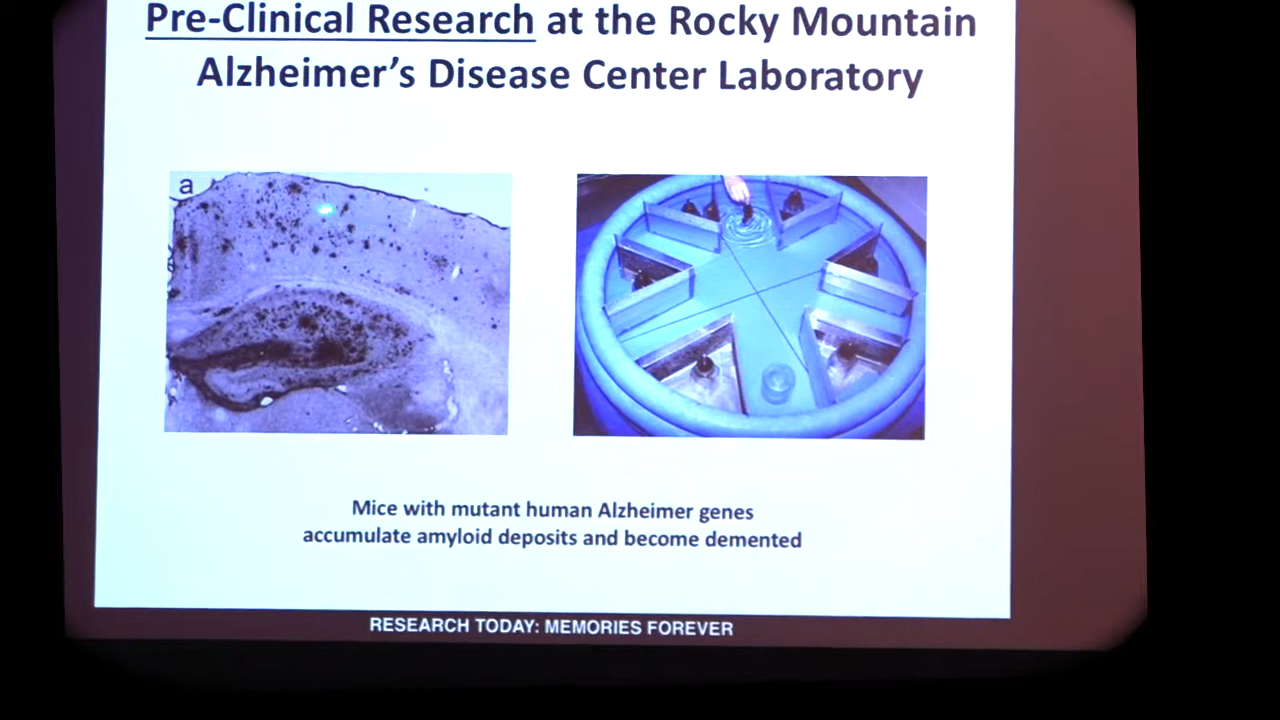 Pre-Clinical Research at the Rocky Mountain
Alzheimer's Disease Center Laboratory
a
Mice with mutant human Alzheimer genes
accumulate amyloid deposits and become demented
RESEARCH TODAY: MEMORIES FOREVER